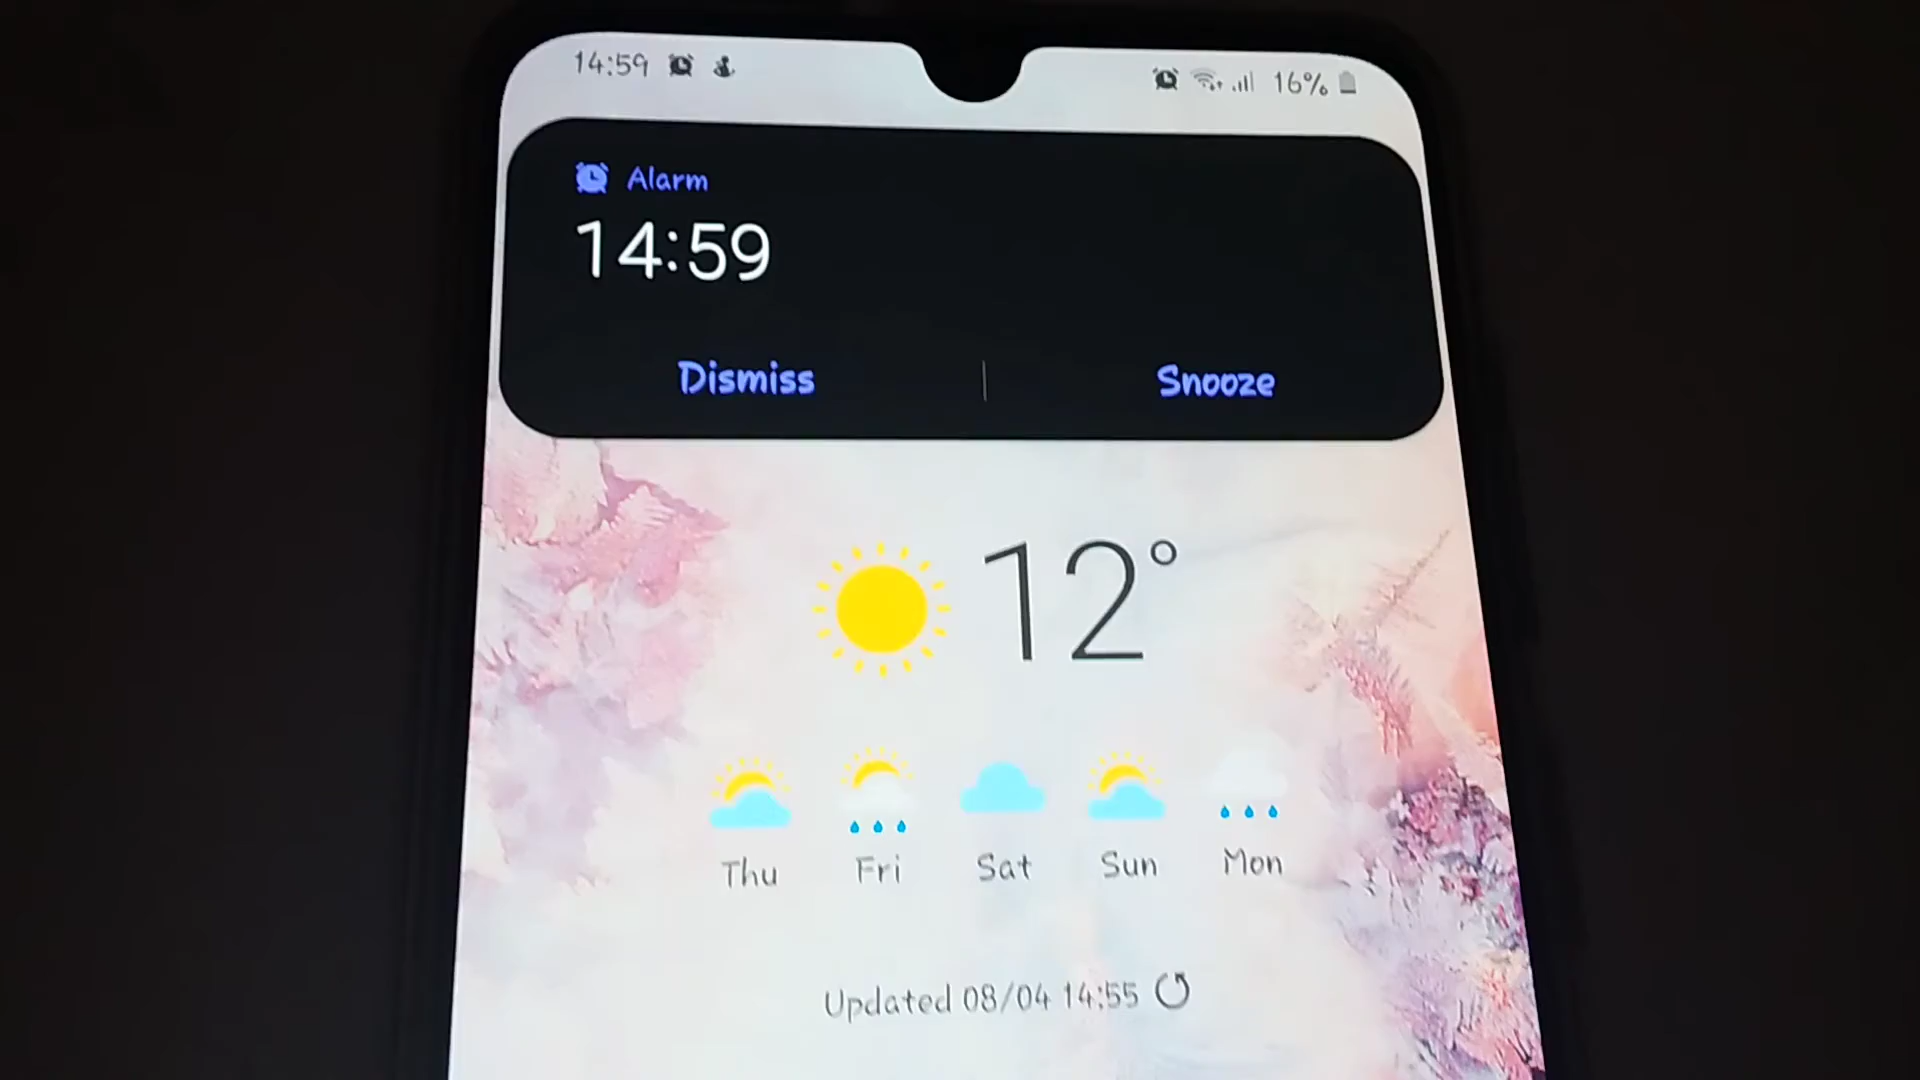 14:59
16%
Alarm
14:59
Dismiss Snooze
12°
Thu Fri Sat Sun Mon
Updated 08/04 14:55